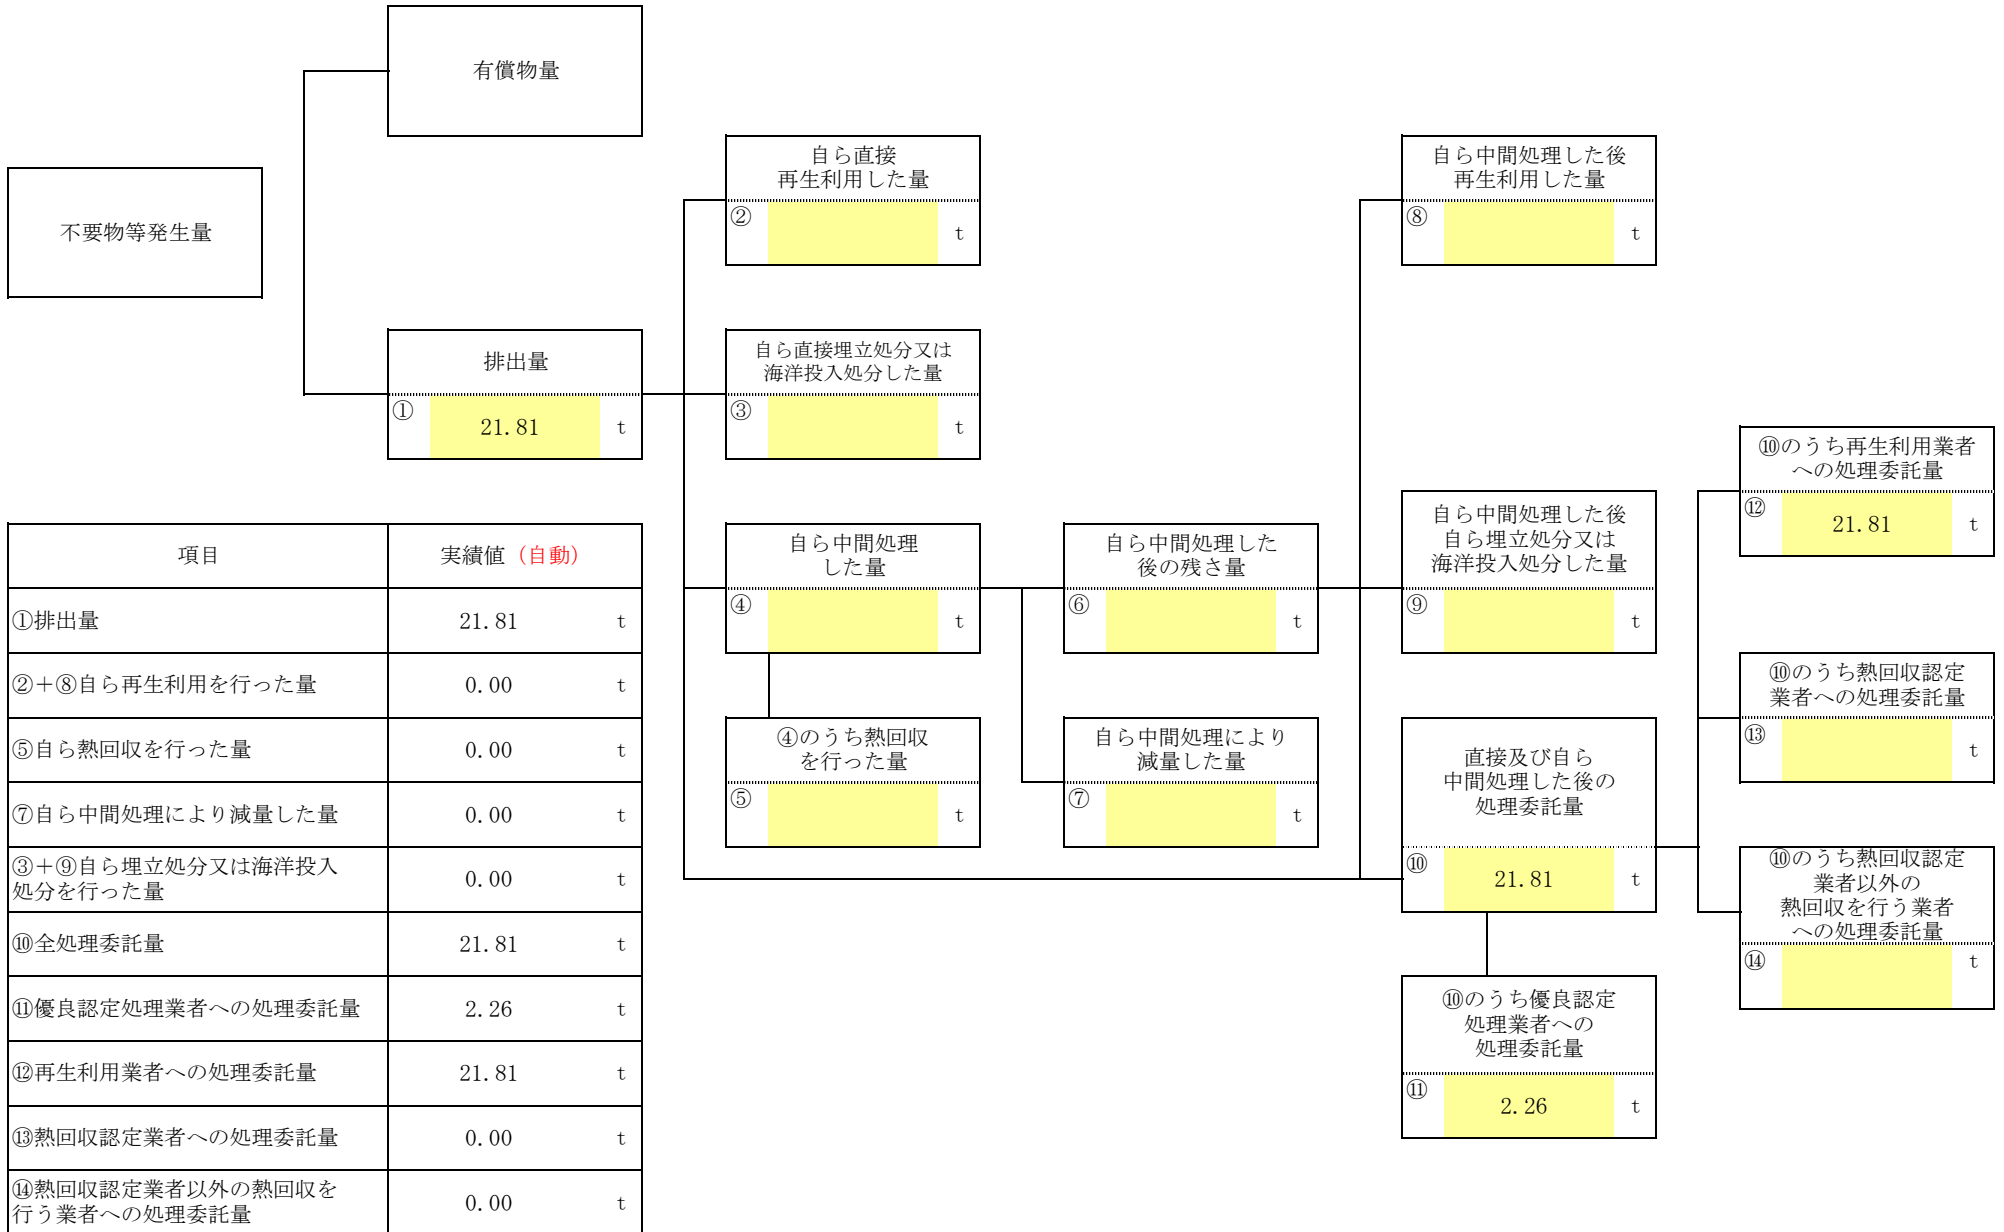 有償物量
不要物等発生量
排出量
①
21.81
t
自ら直接
再生利用した量
②
t
自ら直接埋立処分又は
海洋投入処分した量
③
t
自ら中間処理
した量
④
t
④のうち熱回収
を行った量
⑤
t
自ら中間処理した
後の残さ量
⑥
t
自ら中間処理により
減量した量
⑦
t
自ら中間処理した後
再生利用した量
⑧
t
自ら中間処理した後
自ら埋立処分又は
海洋投入処分した量
⑨
t
直接及び自ら
中間処理した後の
処理委託量
⑩
21.81
t
⑩のうち優良認定
処理業者への
処理委託量
⑪
2.26
t
⑩のうち再生利用業者
への処理委託量
⑫
21.81
t
⑩のうち熱回収認定
業者への処理委託量
⑬
t
⑩のうち熱回収認定
業者以外の
熱回収を行う業者
への処理委託量
⑭
t
項目 実績値（自動）
①排出量 21.81 t
②＋⑧自ら再生利用を行った量 0.00 t
⑤自ら熱回収を行った量 0.00 t
⑦自ら中間処理により減量した量 0.00 t
③＋⑨自ら埋立処分又は海洋投入
処分を行った量 0.00 t
⑩全処理委託量 21.81 t
⑪優良認定処理業者への処理委託量 2.26 t
⑫再生利用業者への処理委託量 21.81 t
⑬熱回収認定業者への処理委託量 0.00 t
⑭熱回収認定業者以外の熱回収を
行う業者への処理委託量 0.00 t